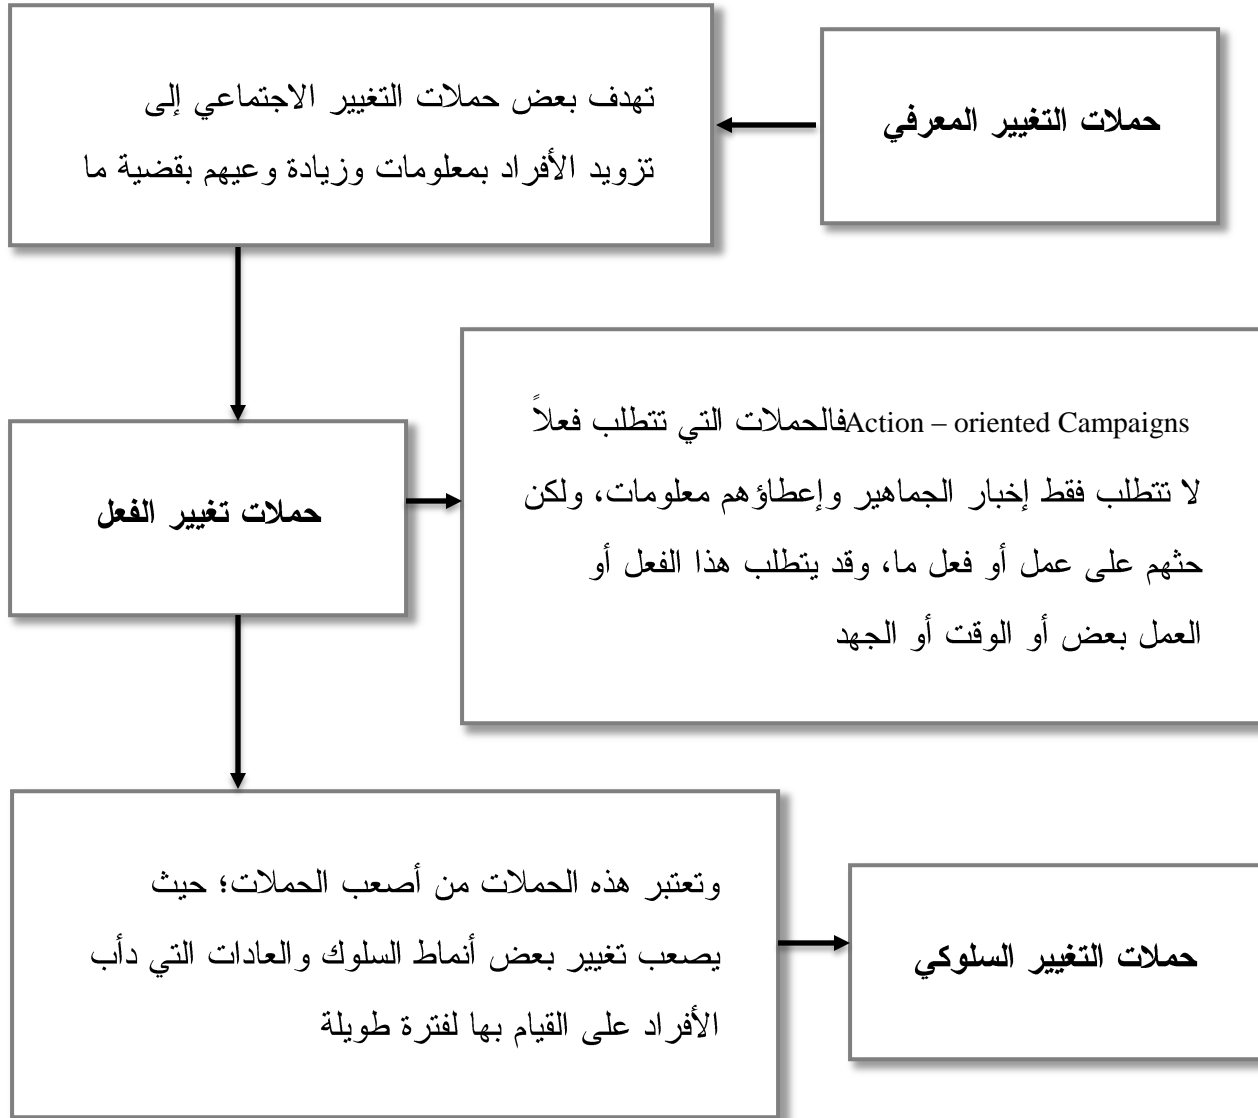 حملات التغيير المعرفي
تهدف بعض حملات التغيير الاجتماعي إلى
تزويد الأفراد بمعلومات وزيادة وعيهم بقضية ما
حملات تغيير الفعل
فالحملات التي تتطلب فعلاً Action – oriented Campaigns
لا تتطلب فقط إخبار الجماهير وإعطاؤهم معلومات، ولكن
حثهم على عمل أو فعل ما، وقد يتطلب هذا الفعل أو
العمل بعض أو الوقت أو الجهد
وتعتبر هذه الحملات من أصعب الحملات؛ حيث
يصعب تغيير بعض أنماط السلوك والعادات التي دأب
الأفراد على القيام بها لفترة طويلة
حملات التغيير السلوكي